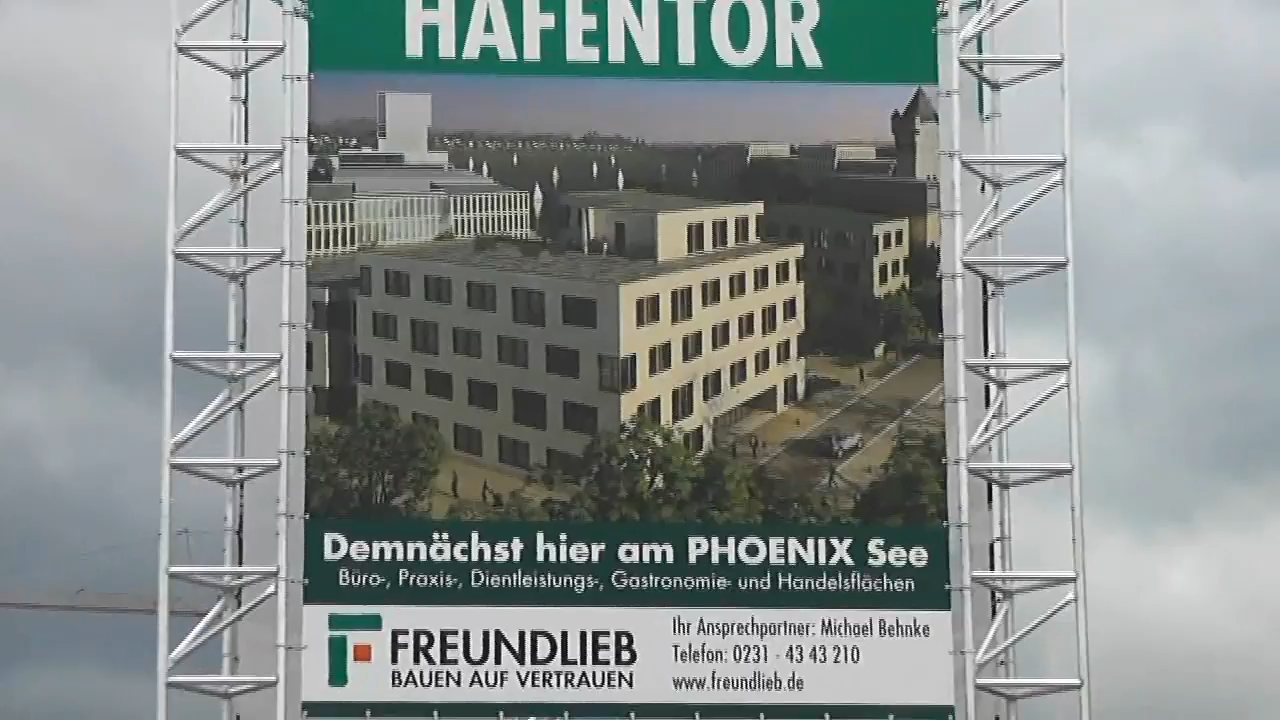 HAFENTOR
Demnächst hier am PHOENIX See
Büro-, Praxis-, Dientleistungs-, Gastronomie- und Handelsflächen
FREUNDLIEB
BAUEN AUF VERTRAUEN
Ihr Ansprechpartner: Michael Behnke
Telefon: 0231 - 43 43 210
www.freundlieb.de